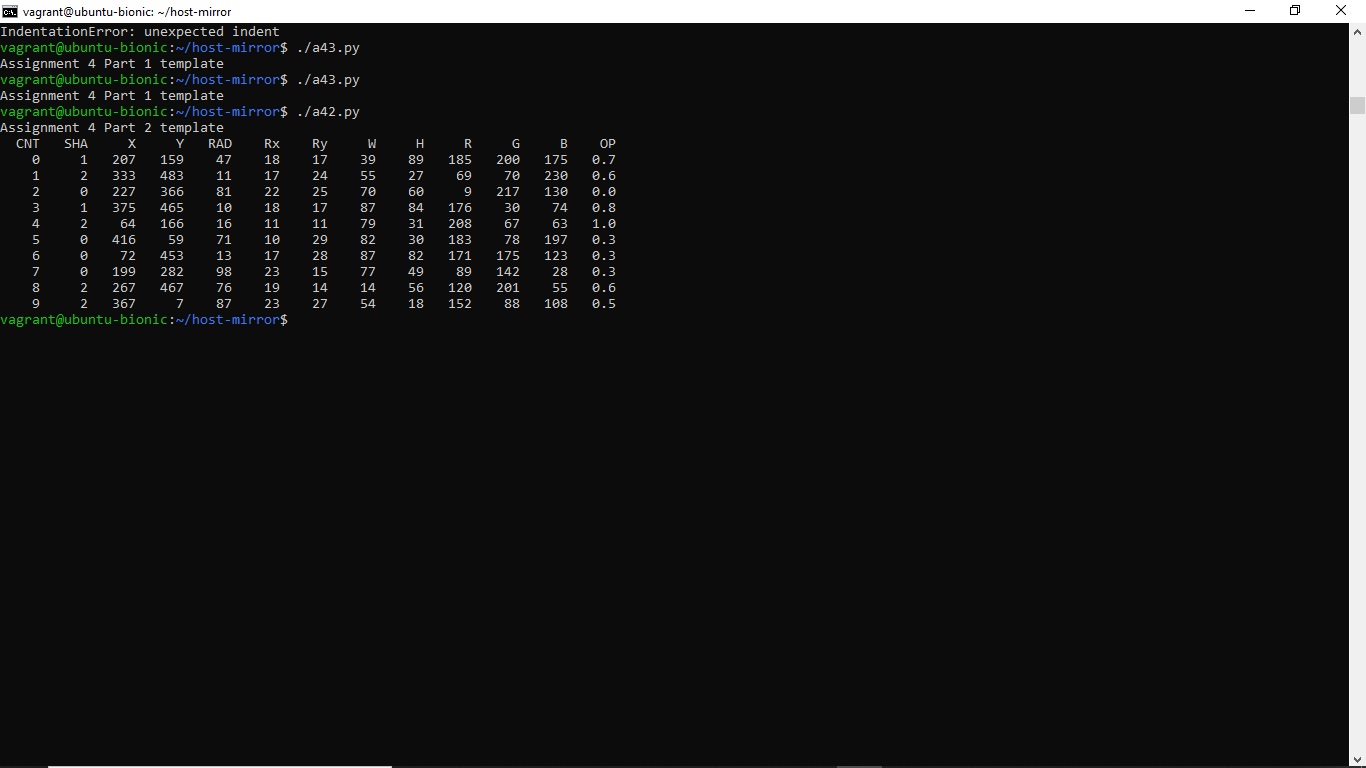 vagrant@ubuntu-bionic: ~/host-mirror
IndentationError: unexpected indent
vagrant@ubuntu-bionic:~/host-mirror$ ./a43.py
Assignment 4 Part 1 template
vagrant@ubuntu-bionic:~/host-mirror$ ./a43.py
Assignment 4 Part 1 template
vagrant@ubuntu-bionic:~/host-mirror$ ./a42.py
Assignment 4 Part 2 template
  CNT   SHA     X     Y   RAD    Rx    Ry     W     H     R     G     B    OP
    0     1   207   159    47    18    17    39    89   185   200   175   0.7
    1     2   333   483    11    17    24    55    27    69    70   230   0.6
    2     0   227   366    81    22    25    70    60     9   217   130   0.0
    3     1   375   465    10    18    17    87    84   176    30    74   0.8
    4     2    64   166    16    11    11    79    31   208    67    63   1.0
    5     0   416    59    71    10    29    82    30   183    78   197   0.3
    6     0    72   453    13    17    28    87    82   171   175   123   0.3
    7     0   199   282    98    23    15    77    49    89   142    28   0.3
    8     2   267   467    76    19    14    14    56   120   201    55   0.6
    9     2   367     7    87    23    27    54    18   152    88   108   0.5
vagrant@ubuntu-bionic:~/host-mirror$